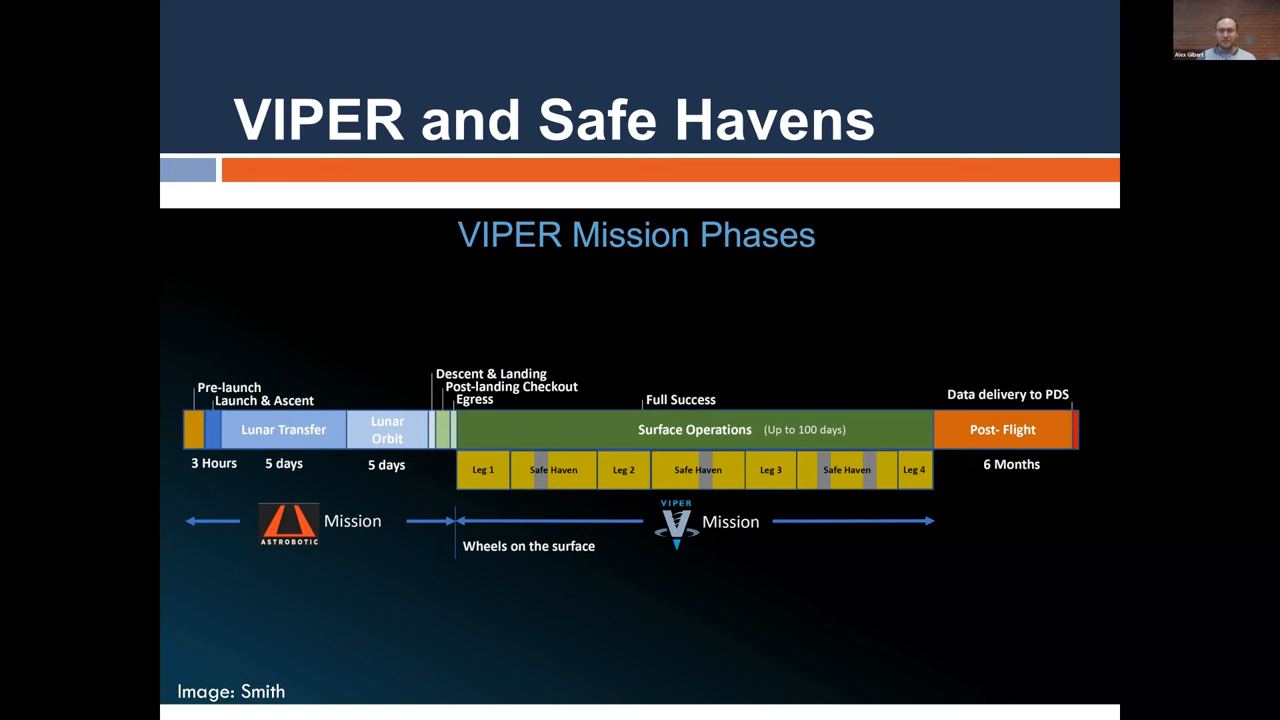 Alex Gilbert
VIPER and Safe Havens
VIPER Mission Phases
Descent & Landing
Pre-launch
Post-landing Checkout
Data delivery to PDS
Launch & Ascent
Egress
Full Success
Lunar Transfer
Lunar
Orbit
Surface Operations (Up to 100 days)
Post- Flight
3 Hours
5 days
5 days
6 Months
Leg 1
Safe Haven
Leg 2
Safe Haven
Leg 3
Safe Haven
Leg 4
ASTROBOTIC
Mission
VIPER
Mission
Wheels on the surface
Image: Smith